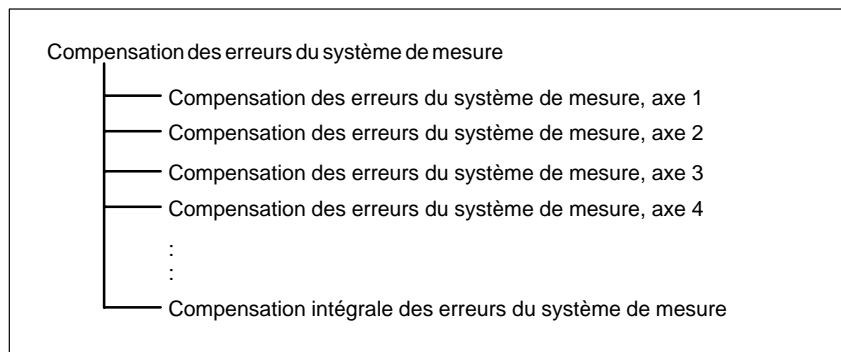 Compensation des erreurs du système de mesure
Compensation des erreurs du système de mesure, axe 1
Compensation des erreurs du système de mesure, axe 2
Compensation des erreurs du système de mesure, axe 3
Compensation des erreurs du système de mesure, axe 4
:
:
Compensation intégrale des erreurs du système de mesure